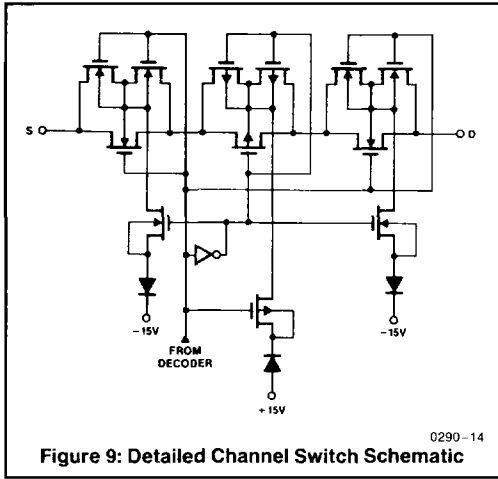 S
D
-15V
FROM
DECODER
+15V
-15V
0290-14
Figure 9: Detailed Channel Switch Schematic